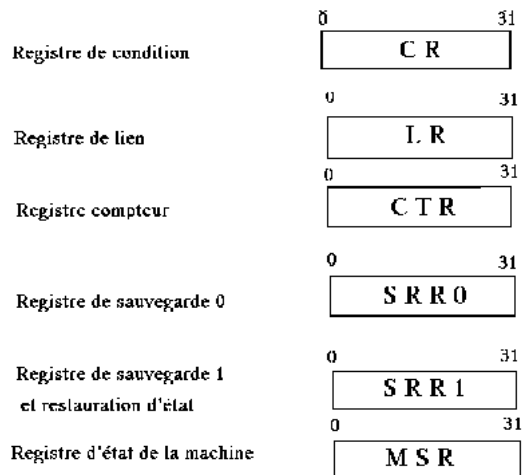 0 31
Registre de condition C R
0 31
Registre de lien L R
0 31
Registre compteur C T R
0 31
Registre de sauvegarde 0 S R R 0
0 31
Registre de sauvegarde 1 S R R 1
et restauration d'état
0 31
Registre d'état de la machine M S R